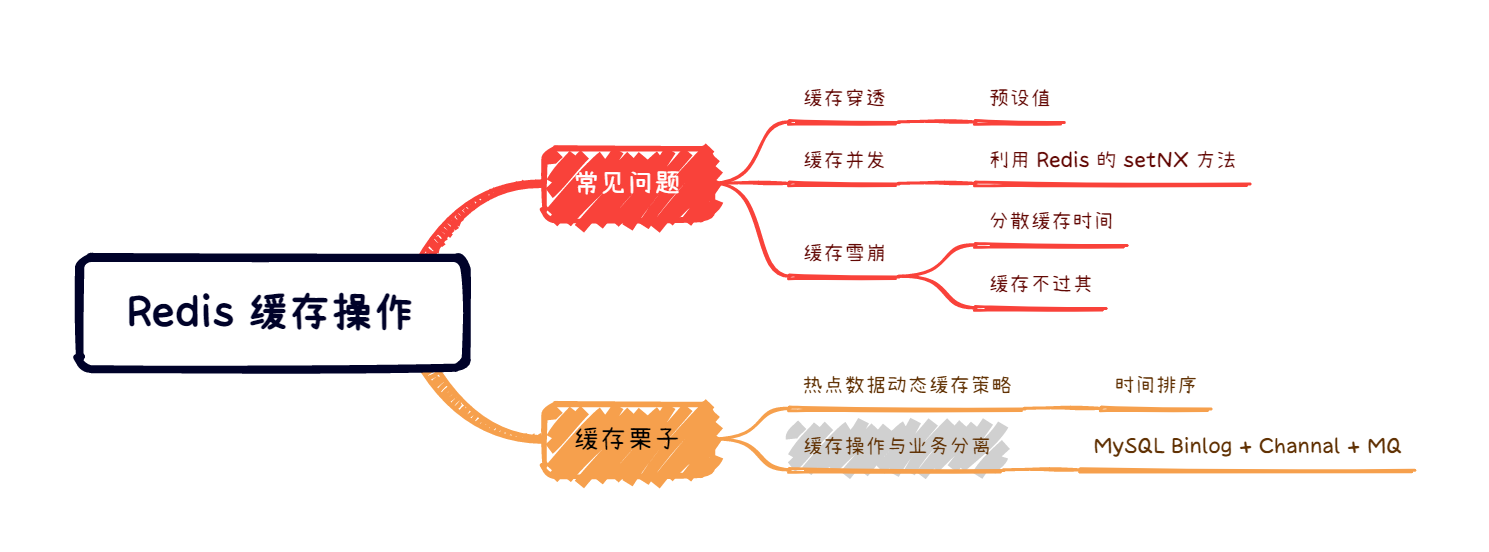 Redis 缓存操作
常见问题
缓存穿透
预设值
缓存并发
利用 Redis 的 setNX 方法
缓存雪崩
分散缓存时间
缓存不过其
缓存栗子
热点数据动态缓存策略
时间排序
缓存操作与业务分离
MySQL Binlog + Channal + MQ